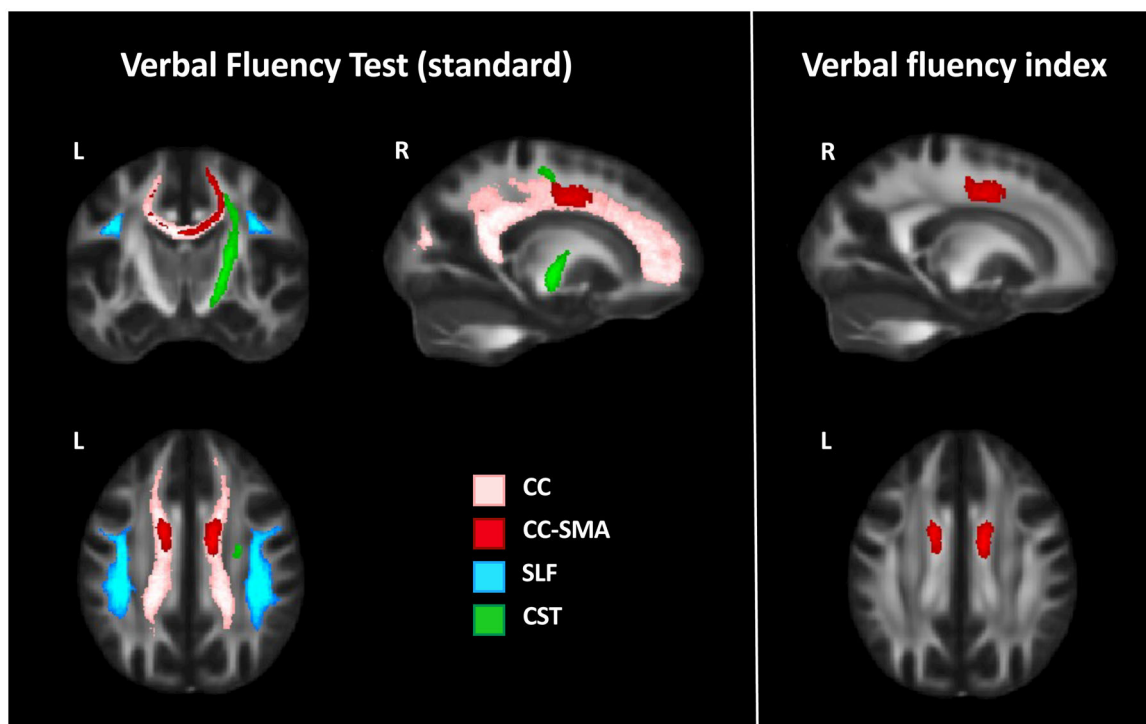 Verbal Fluency Test (standard)
L
R
L
CC
CC-SMA
SLF
CST
Verbal fluency index
R
L